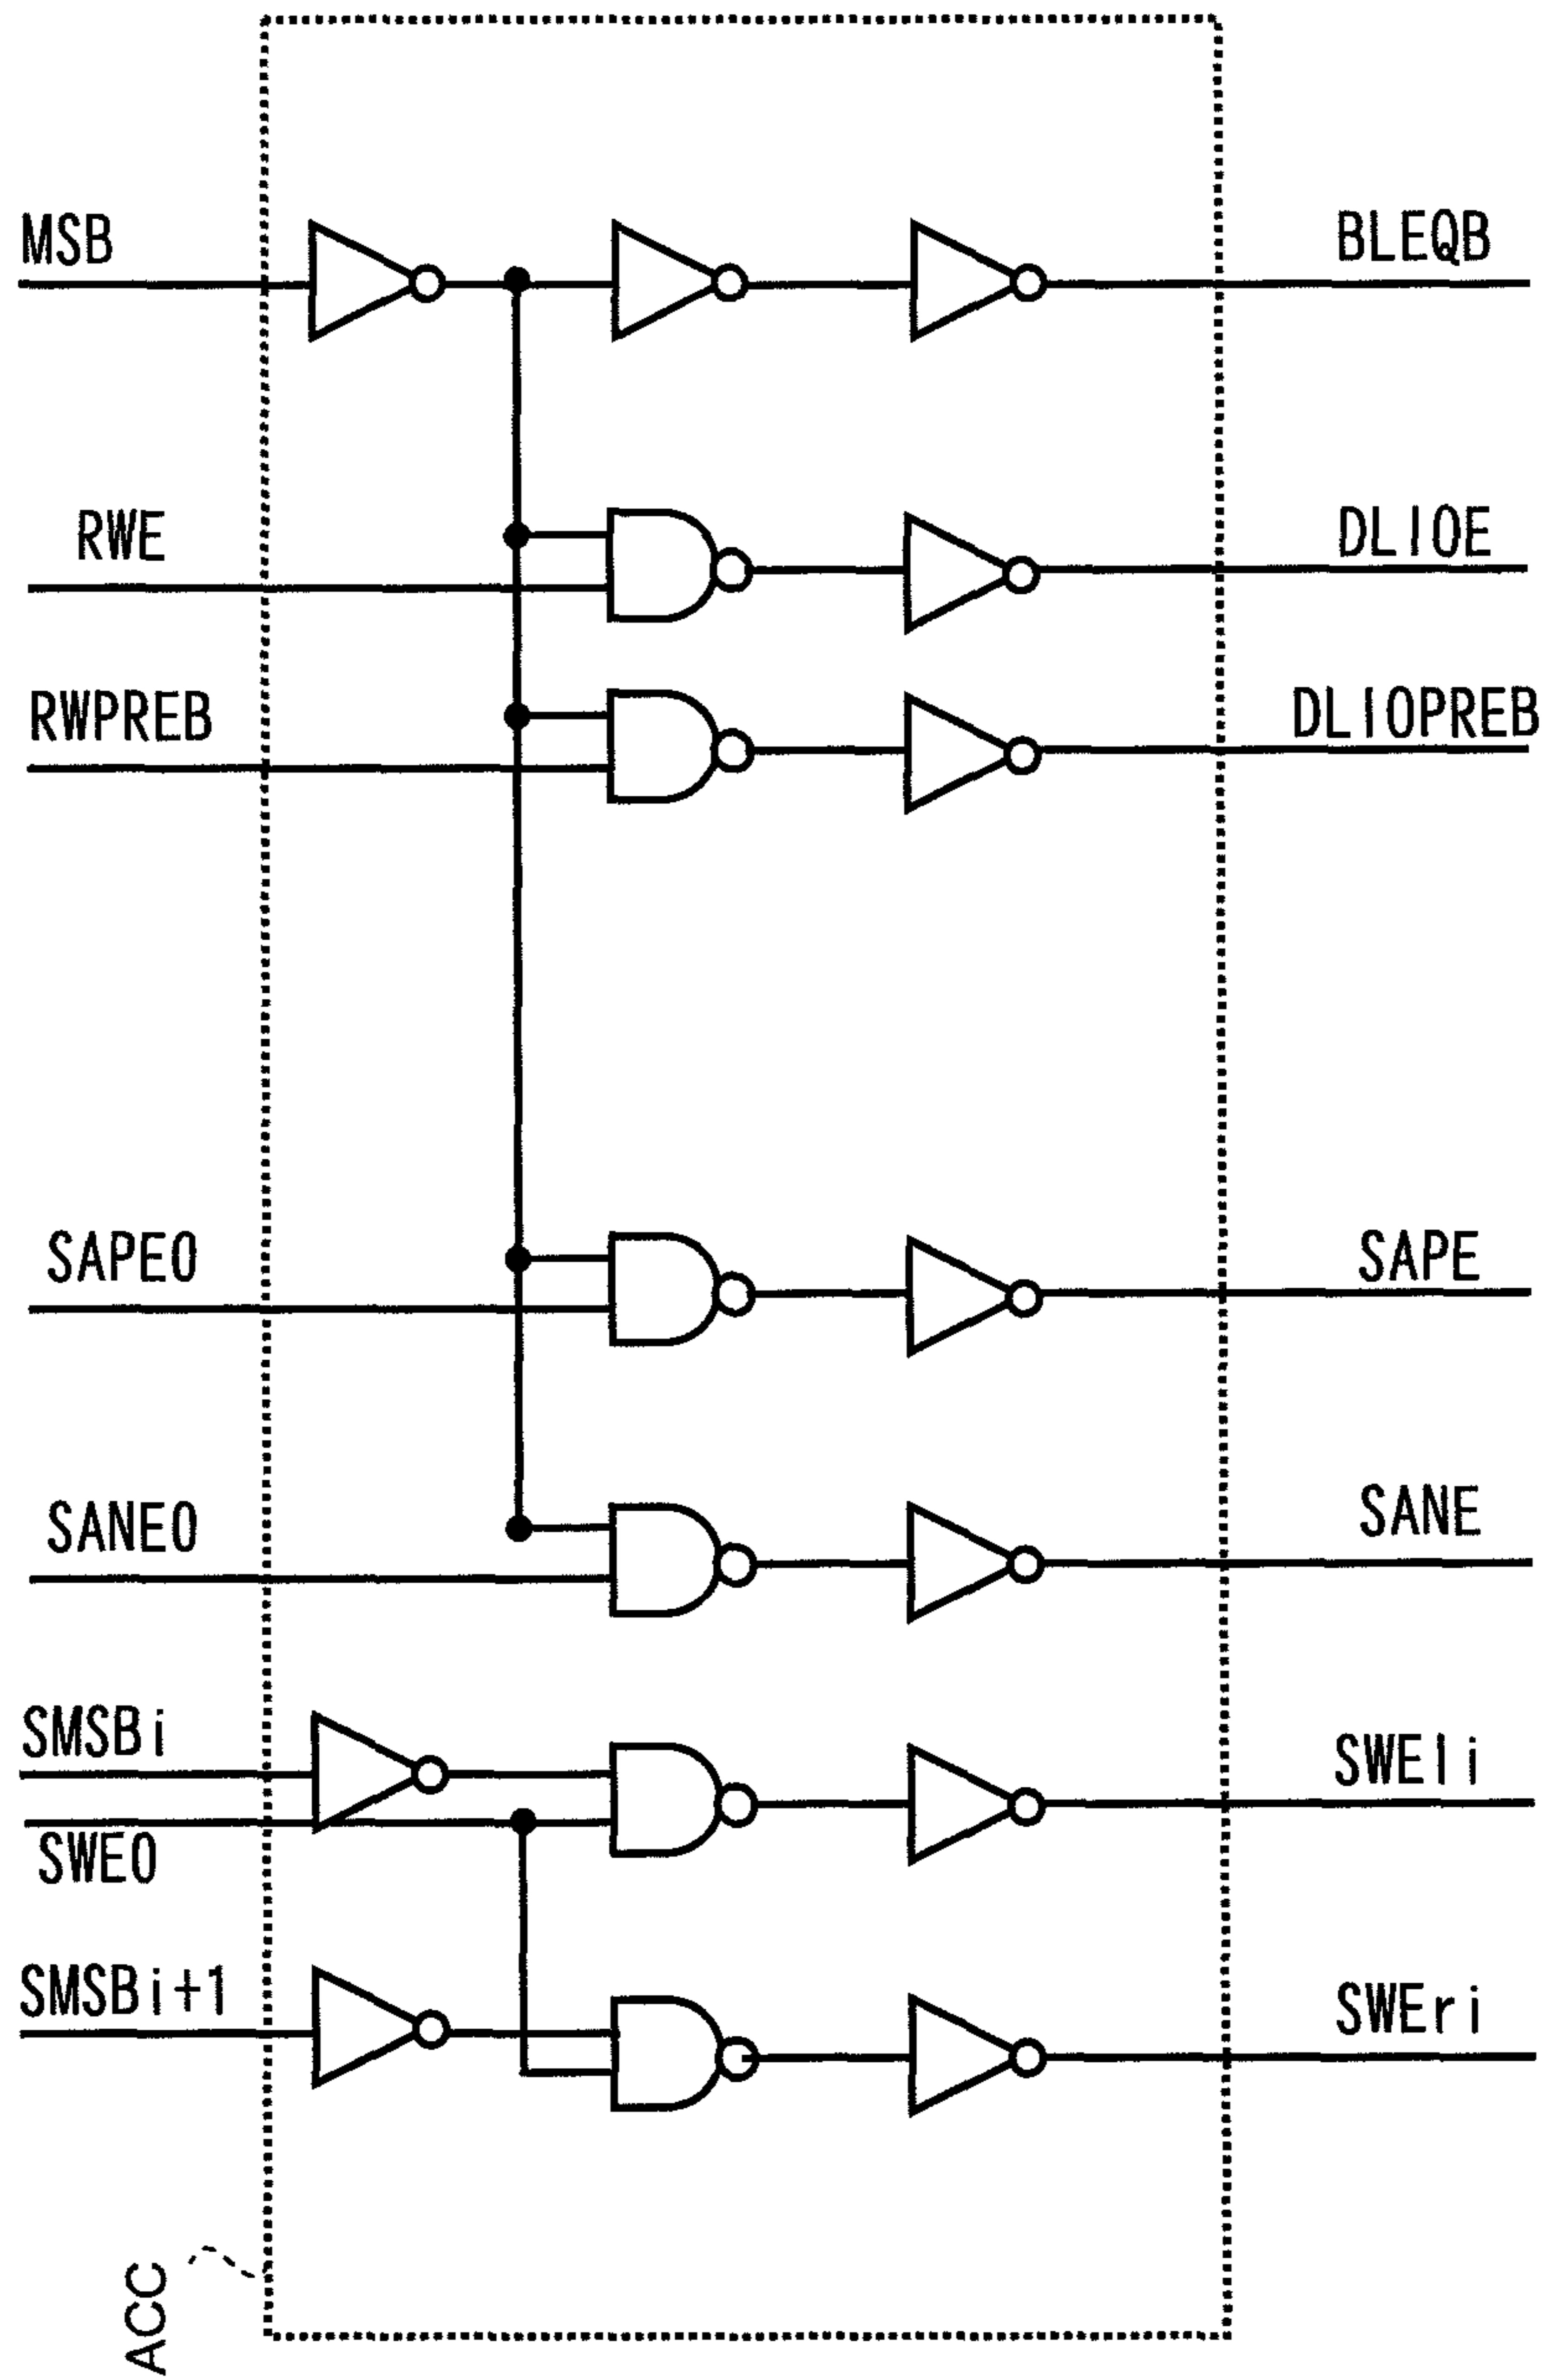 MSB
BLEQB
RWE
DLIOE
RWPREB
DLIOPREB
SAPE0
SAPE
SANE0
SANE
SMSBi
SWEli
SWE0
SMSBi+1
SWEri
ACC